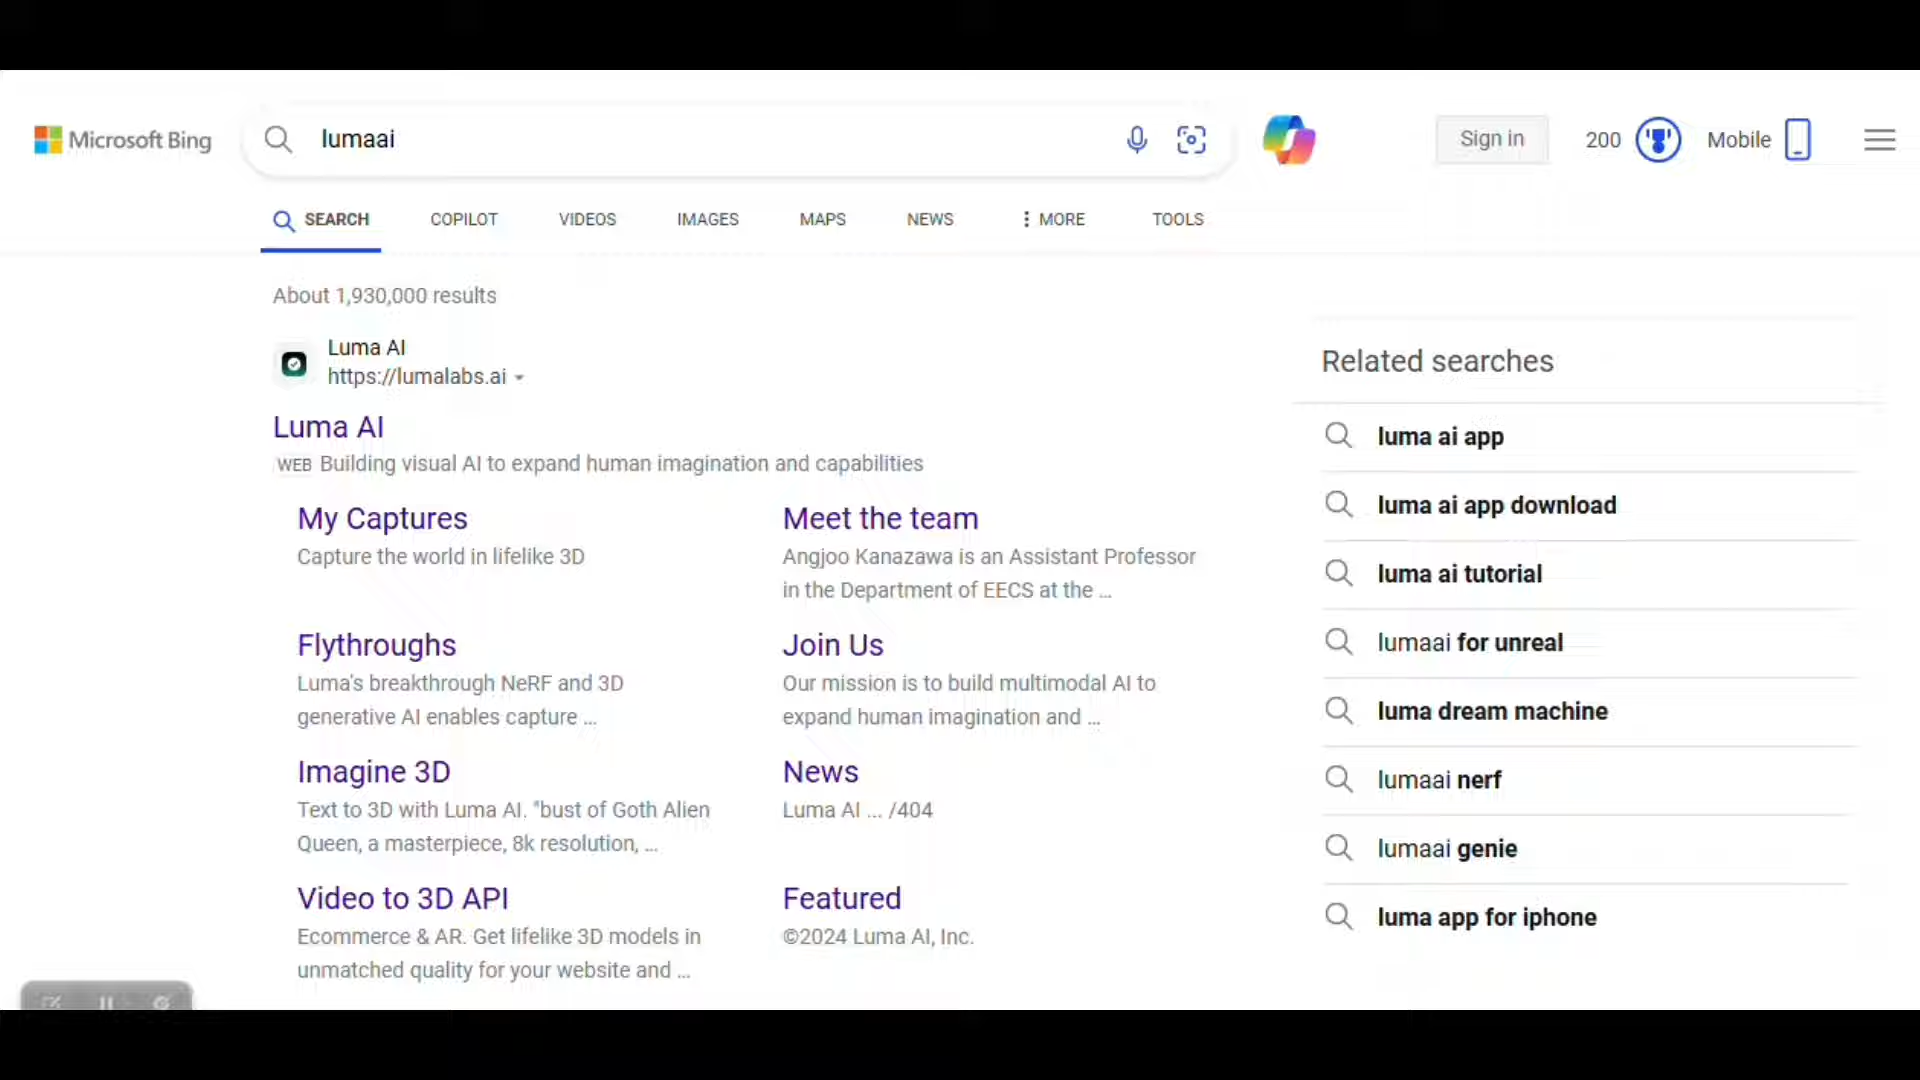 Microsoft Bing
lumaai
Sign in
200
Mobile
SEARCH
COPILOT
VIDEOS
IMAGES
MAPS
NEWS
MORE
TOOLS
About 1,930,000 results
Luma AI
https://lumalabs.ai
Luma AI
WEB Building visual AI to expand human imagination and capabilities
My Captures
Capture the world in lifelike 3D
Meet the team
Angjoo Kanazawa is an Assistant Professor
in the Department of EECS at the ...
Flythroughs
Luma's breakthrough NeRF and 3D
generative AI enables capture ...
Join Us
Our mission is to build multimodal AI to
expand human imagination and ...
Imagine 3D
Text to 3D with Luma AI. "bust of Goth Alien
Queen, a masterpiece, 8k resolution, ...
News
Luma AI ... /404
Video to 3D API
Ecommerce & AR. Get lifelike 3D models in
unmatched quality for your website and ...
Featured
©2024 Luma AI, Inc.
Related searches
luma ai app
luma ai app download
luma ai tutorial
lumaai for unreal
luma dream machine
lumaai nerf
lumaai genie
luma app for iphone